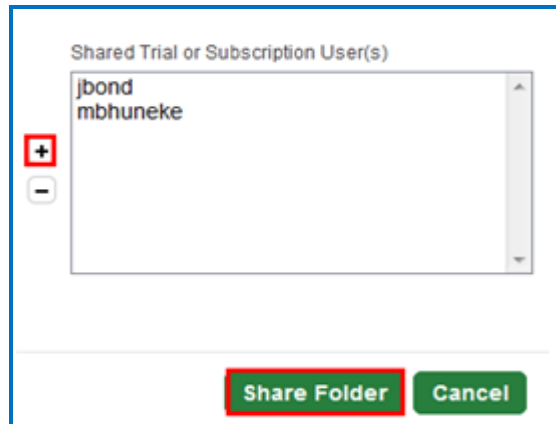 Shared Trial or Subscription User(s)
jbond
mbhuneke
+
-
Share Folder
Cancel